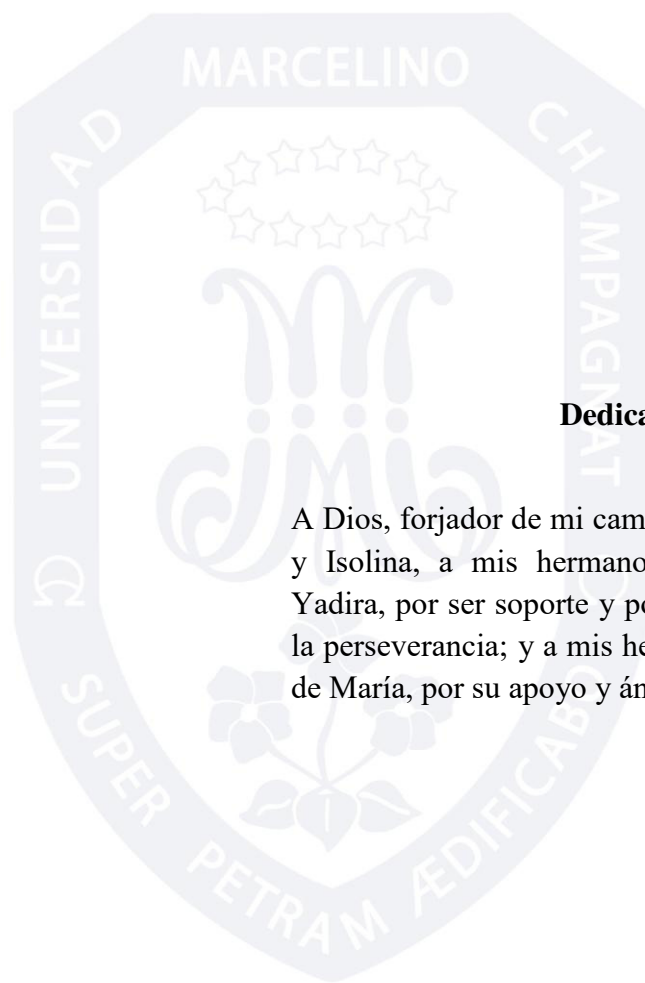 UNIVERSIDAD MARCELINO CHAMPAGNAT
Ω SUPER PETRAM ÆDIFICABO
Dedica
A Dios, forjador de mi cam
y Isolina, a mis hermano
Yadira, por ser soporte y po
la perseverancia; y a mis he
de María, por su apoyo y án